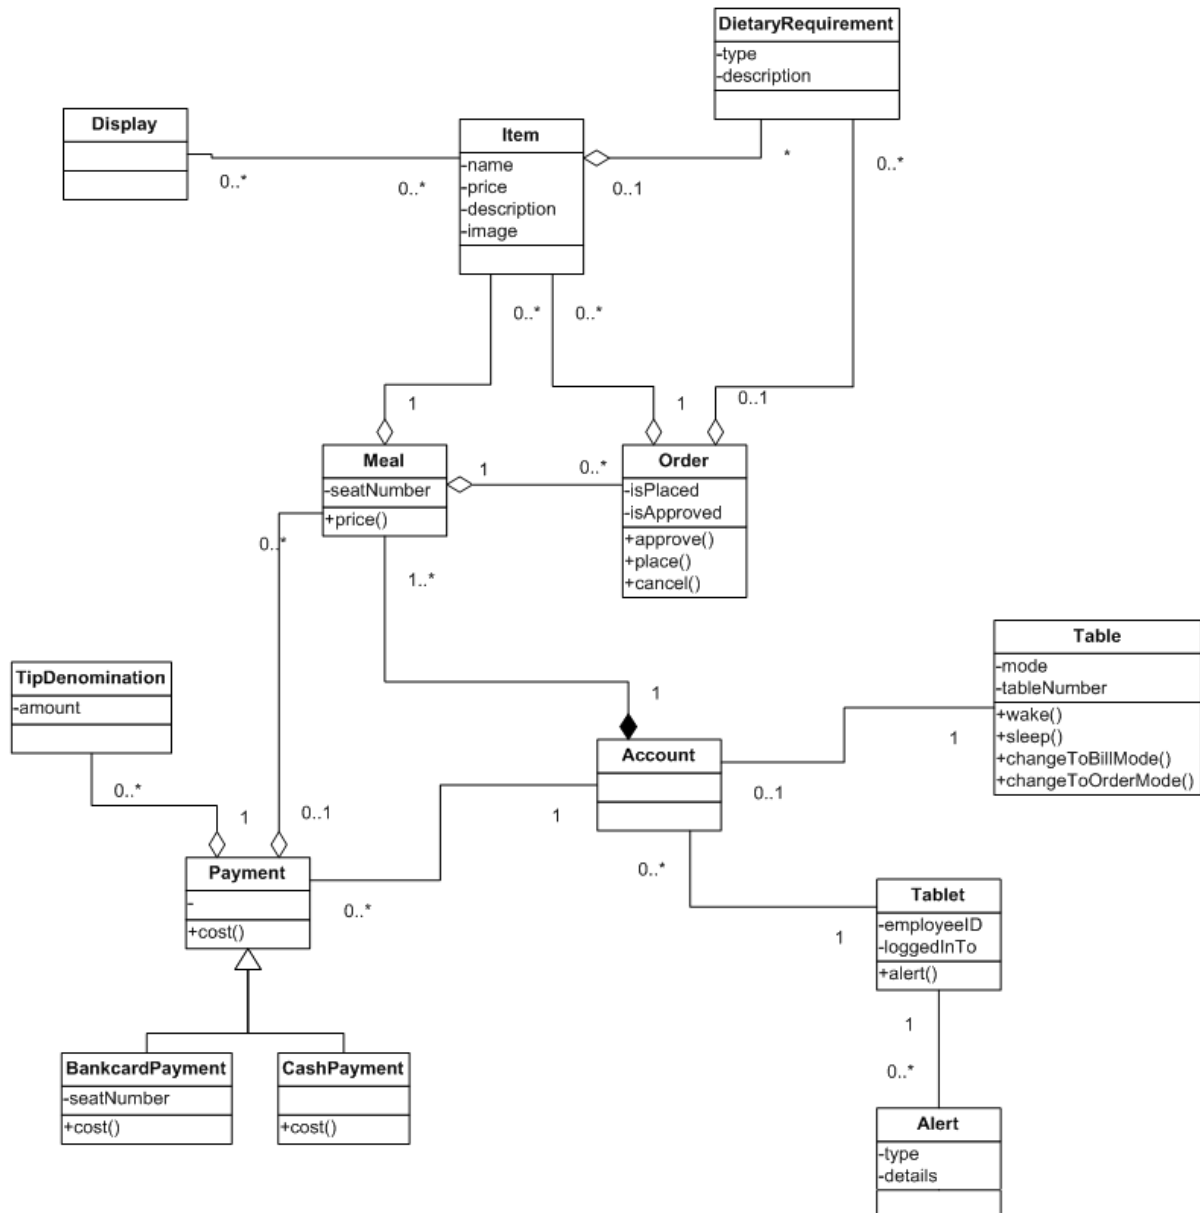 DietaryRequirement
-type
-description
Display
Item
-name
-price
-description
-image
0..*
0..*
0..1
*
0..*
0..*
0..*
1
1
0..1
Meal
-seatNumber
+price()
1
0..*
Order
-isPlaced
-isApproved
+approve()
+place()
+cancel()
0..*
1..*
TipDenomination
-amount
Table
-mode
-tableNumber
+wake()
+sleep()
+changeToBillMode()
+changeToOrderMode()
1
1
Account
0..1
0..*
1
0..1
1
Payment
-
+cost()
0..*
0..*
1
Tablet
-employeeID
-loggedInTo
+alert()
1
0..*
BankcardPayment
-seatNumber
+cost()
CashPayment
+cost()
Alert
-type
-details